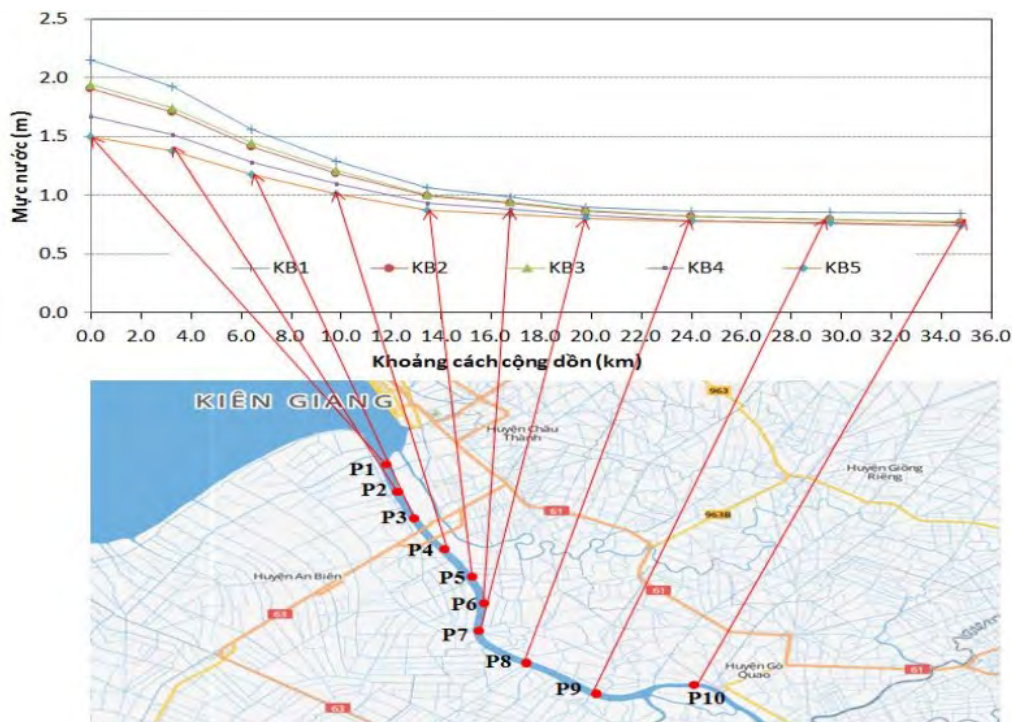 2.5
2.0
1.5
1.0
0.5
0.0
Mực nước (m)
KB1 KB2 KB3 KB4 KB5
0.0 2.0 4.0 6.0 8.0 10.0 12.0 14.0 16.0 18.0 20.0 22.0 24.0 26.0 28.0 30.0 32.0 34.0 36.0
Khoảng cách cộng dồn (km)
KIÊN GIANG
963
Huyện Châu
Thành
Huyện Giồng
Riềng
P1
P2
P3
61
963B
P4
P5
Huyện An Biên
61
P6
63
P7
P8
Huyện Gò
Quao
61
P9
P10
63